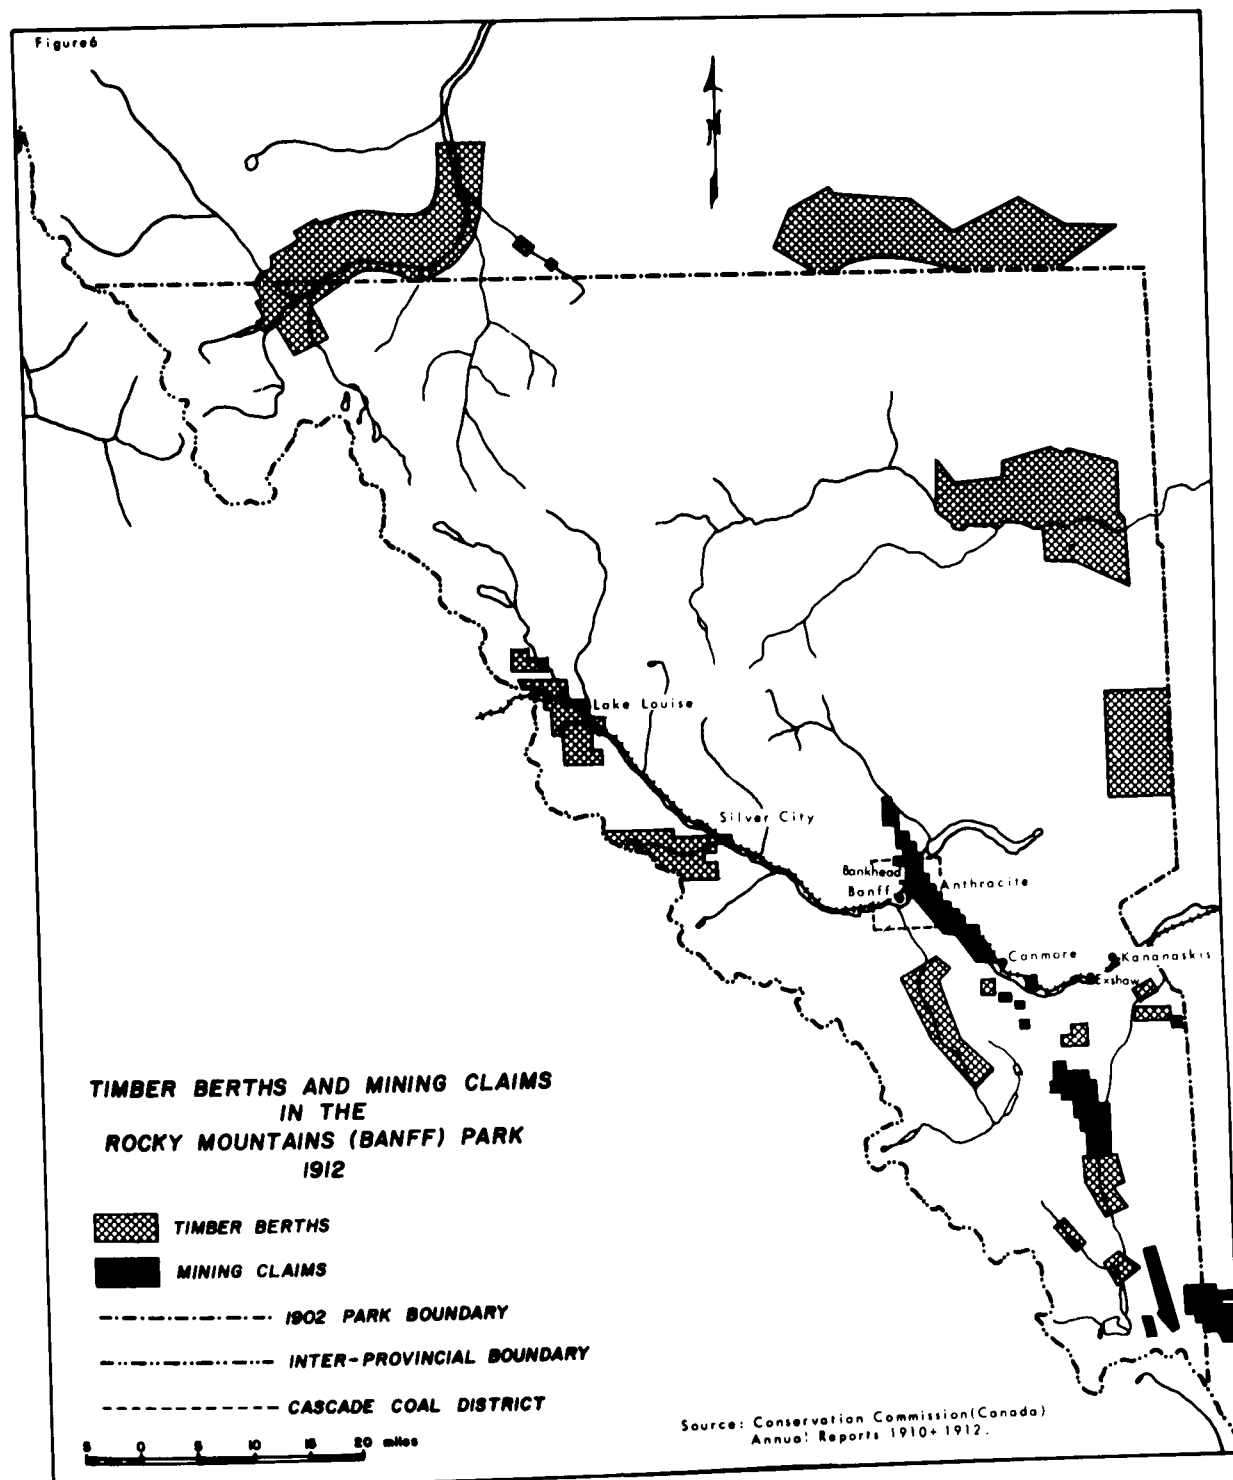 Figure6
N
Lake Louise
Silver City
Bankhead
Banff
Anthracite
Canmore
Kananaskis
Exshaw
TIMBER BERTHS AND MINING CLAIMS
IN THE
ROCKY MOUNTAINS (BANFF) PARK
1912
TIMBER BERTHS
MINING CLAIMS
1902 PARK BOUNDARY
INTER-PROVINCIAL BOUNDARY
CASCADE COAL DISTRICT
5 0 5 10 15 20 miles
Source: Conservation Commission(Canada)
Annual Reports 1910+1912.